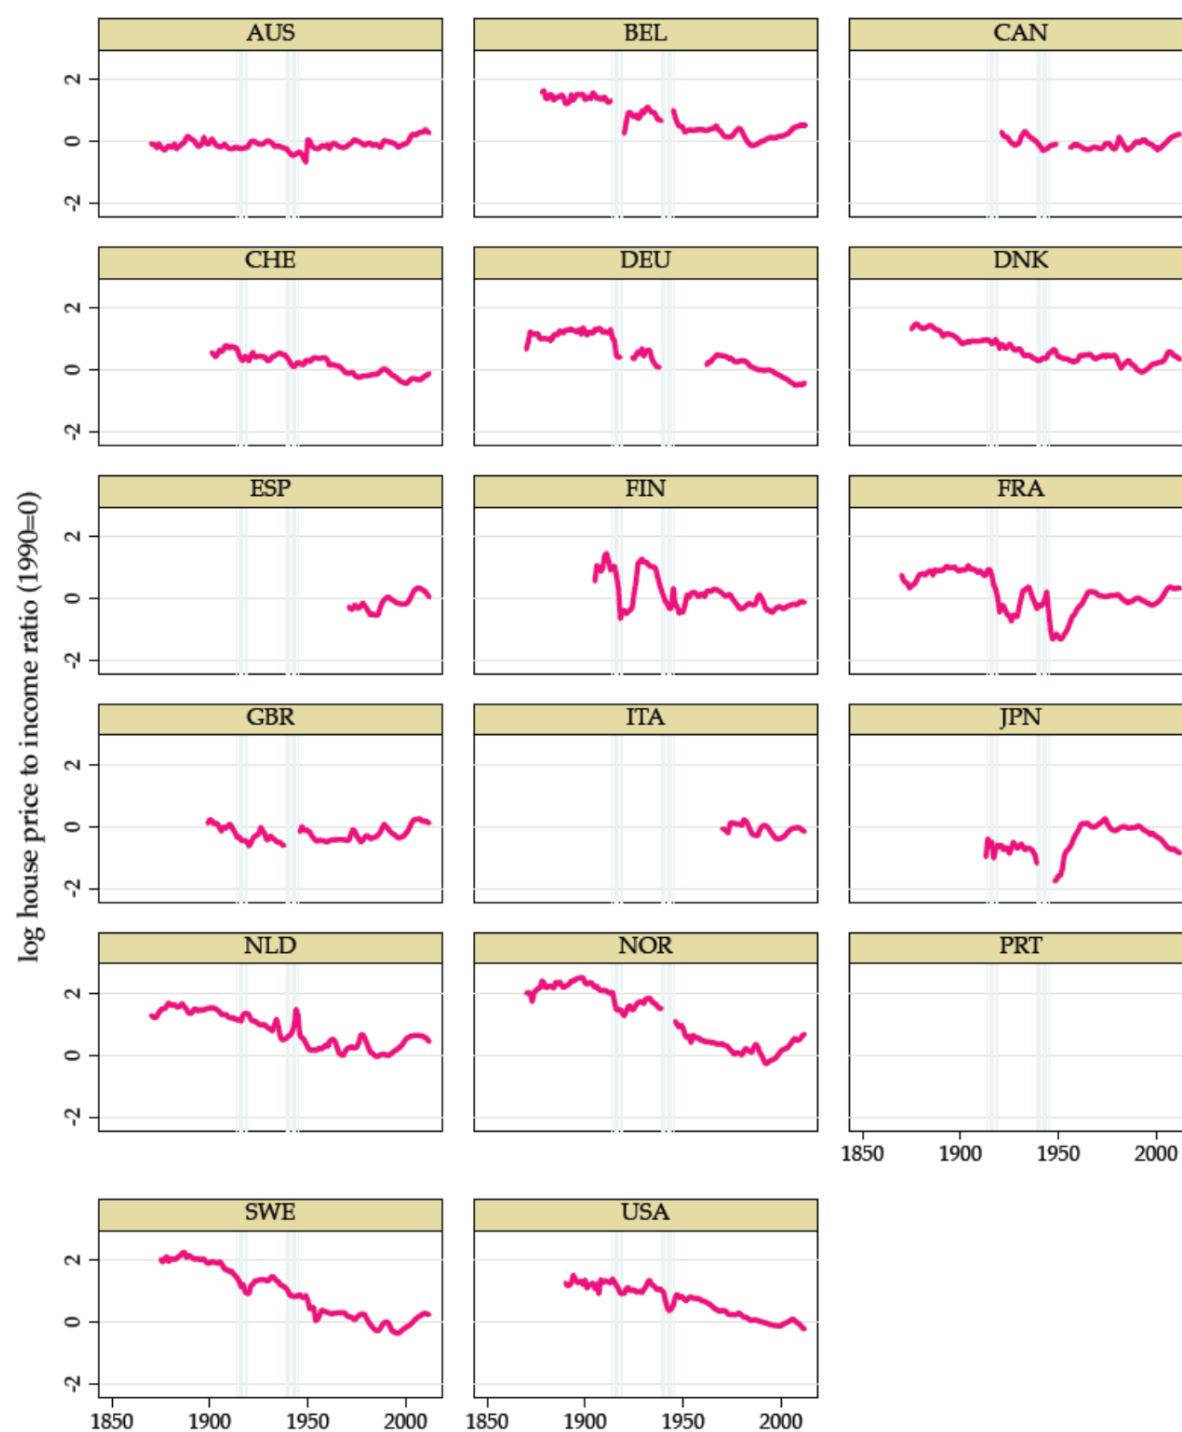 AUS BEL CAN
2
0
-2
CHE DEU DNK
2
0
-2
ESP FIN FRA
2
0
-2
log house price to income ratio (1990=0)
GBR ITA JPN
2
0
-2
NLD NOR PRT
2
0
-2
1850 1900 1950 2000
SWE USA
2
0
-2
1850 1900 1950 2000 1850 1900 1950 2000